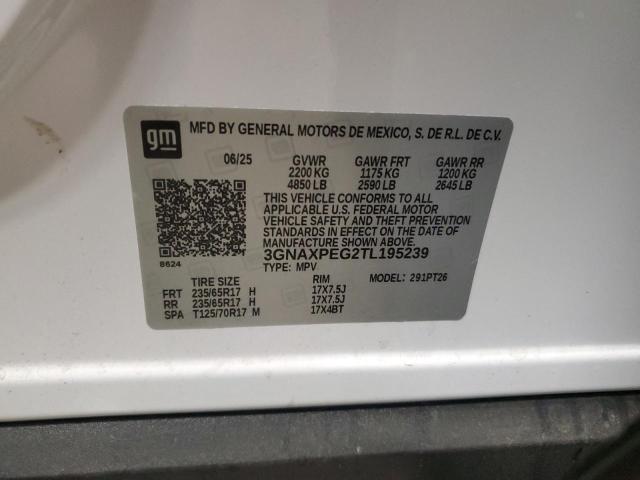 gm
MFD BY GENERAL MOTORS DE MEXICO, S. DE R.L. DE C.V.
06/25 GVWR GAWR FRT GAWR RR
2200 KG 1175 KG 1200 KG
4850 LB 2590 LB 2645 LB
THIS VEHICLE CONFORMS TO ALL
APPLICABLE U.S. FEDERAL MOTOR
VEHICLE SAFETY AND THEFT PREVENTION
STANDARDS IN EFFECT ON THE DATE OF
MANUFACTURE SHOWN ABOVE.
8624 3GNAXPEG2TL195239
TYPE: MPV
TIRE SIZE RIM MODEL: 291PT26
FRT 235/65R17 H 17X7.5J
RR 235/65R17 H 17X7.5J
SPA T125/70R17 M 17X4BT